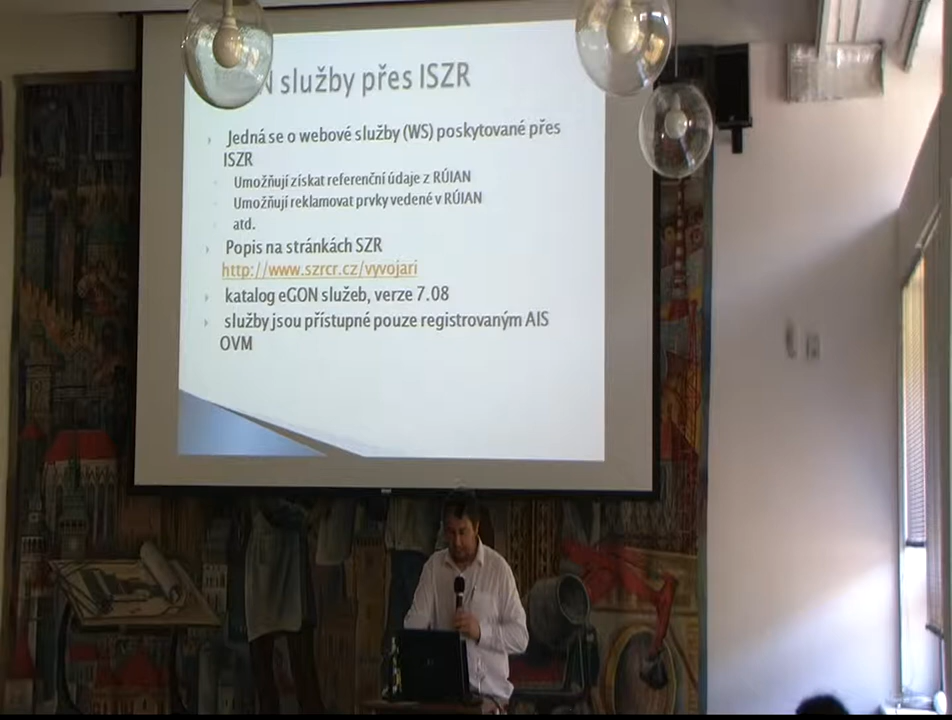 služby přes ISZR
Jedná se o webové služby (WS) poskytované přes
ISZR
Umožňují získat referenční údaje z RÚIAN
Umožňují reklamovat prvky vedené v RÚIAN
atd.
Popis na stránkách SZR
http://www.szrcr.cz/vyvojari
katalog eGON služeb, verze 7.08
služby jsou přístupné pouze registrovaným AIS
OVM